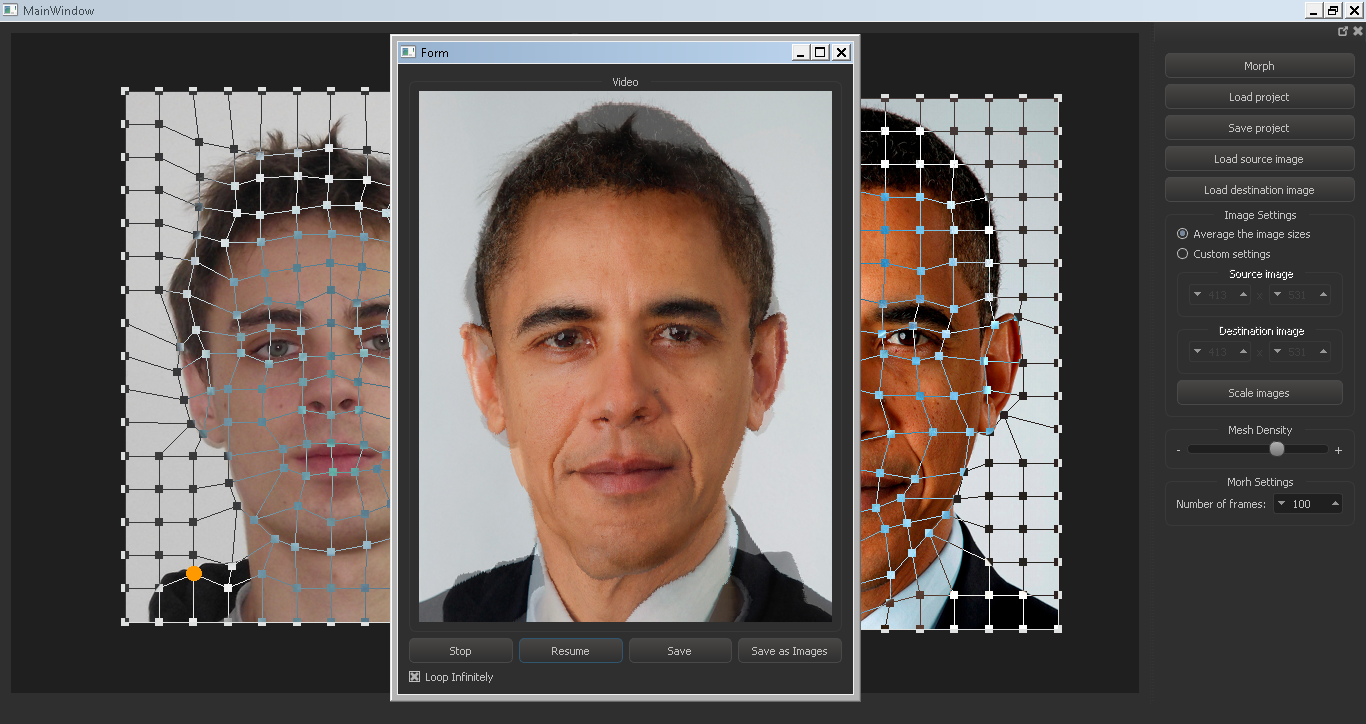 MainWindow
Form
Video
Stop
Resume
Save
Save as Images
Loop Infinitely
Morph
Load project
Save project
Load source image
Load destination image
Image Settings
Average the image sizes
Custom settings
Source image
413 x 531
Destination image
413 x 531
Scale images
Mesh Density
- +
Morh Settings
Number of frames: 100